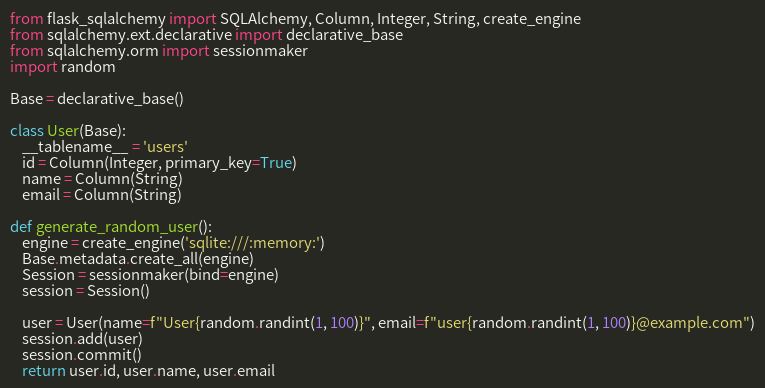 from flask_sqlalchemy import SQLAlchemy, Column, Integer, String, create_engine
from sqlalchemy.ext.declarative import declarative_base
from sqlalchemy.orm import sessionmaker
import random

Base = declarative_base()

class User(Base):
    __tablename__ = 'users'
    id = Column(Integer, primary_key=True)
    name = Column(String)
    email = Column(String)

def generate_random_user():
    engine = create_engine('sqlite:///:memory:')
    Base.metadata.create_all(engine)
    Session = sessionmaker(bind=engine)
    session = Session()

    user = User(name=f"User{random.randint(1, 100)}", email=f"user{random.randint(1, 100)}@example.com")
    session.add(user)
    session.commit()
    return user.id, user.name, user.email